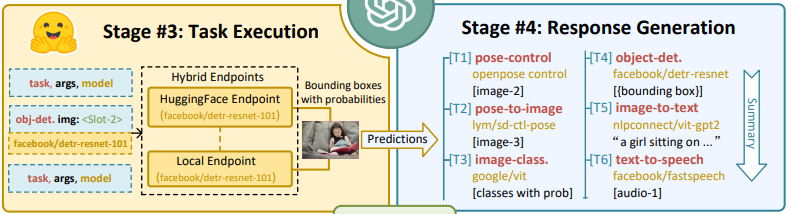 Stage #3: Task Execution
task, args, model
obj-det. img: <Slot-2>
facebook/detr-resnet-101
task, args, model
Hybrid Endpoints
HuggingFace Endpoint
(facebook/detr-resnet-101)
Local Endpoint
(facebook/detr-resnet-101)
Bounding boxes
with probabilities
Predictions
Stage #4: Response Generation
[T1] pose-control
openpose control
[image-2]
[T2] pose-to-image
lym/sd-ctl-pose
[image-3]
[T3] image-class.
google/vit
[classes with prob]
[T4] object-det.
facebook/detr-resnet
[{bounding box}]
[T5] image-to-text
nlpconnect/vit-gpt2
“a girl sitting on ...”
[T6] text-to-speech
facebook/fastspeech
[audio-1]
Summary